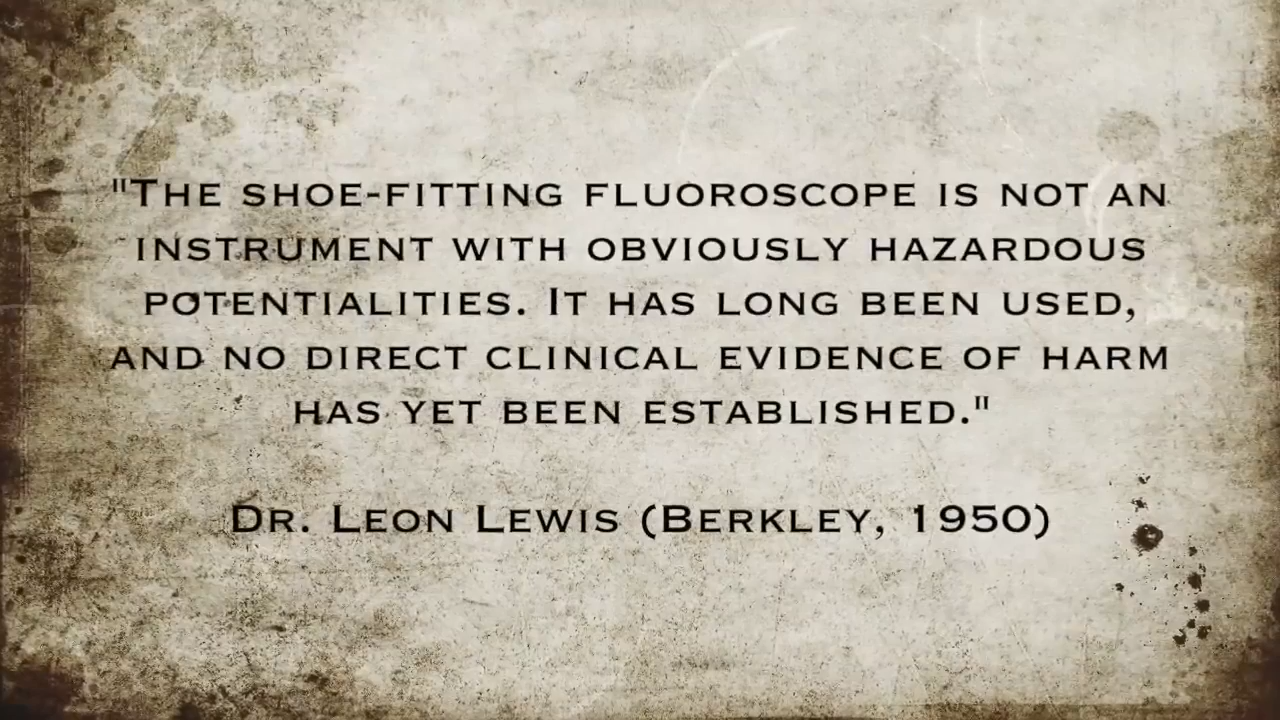 "The shoe-fitting fluoroscope is not an
instrument with obviously hazardous
potentialities. It has long been used,
and no direct clinical evidence of harm
has yet been established."
Dr. Leon Lewis (Berkley, 1950)